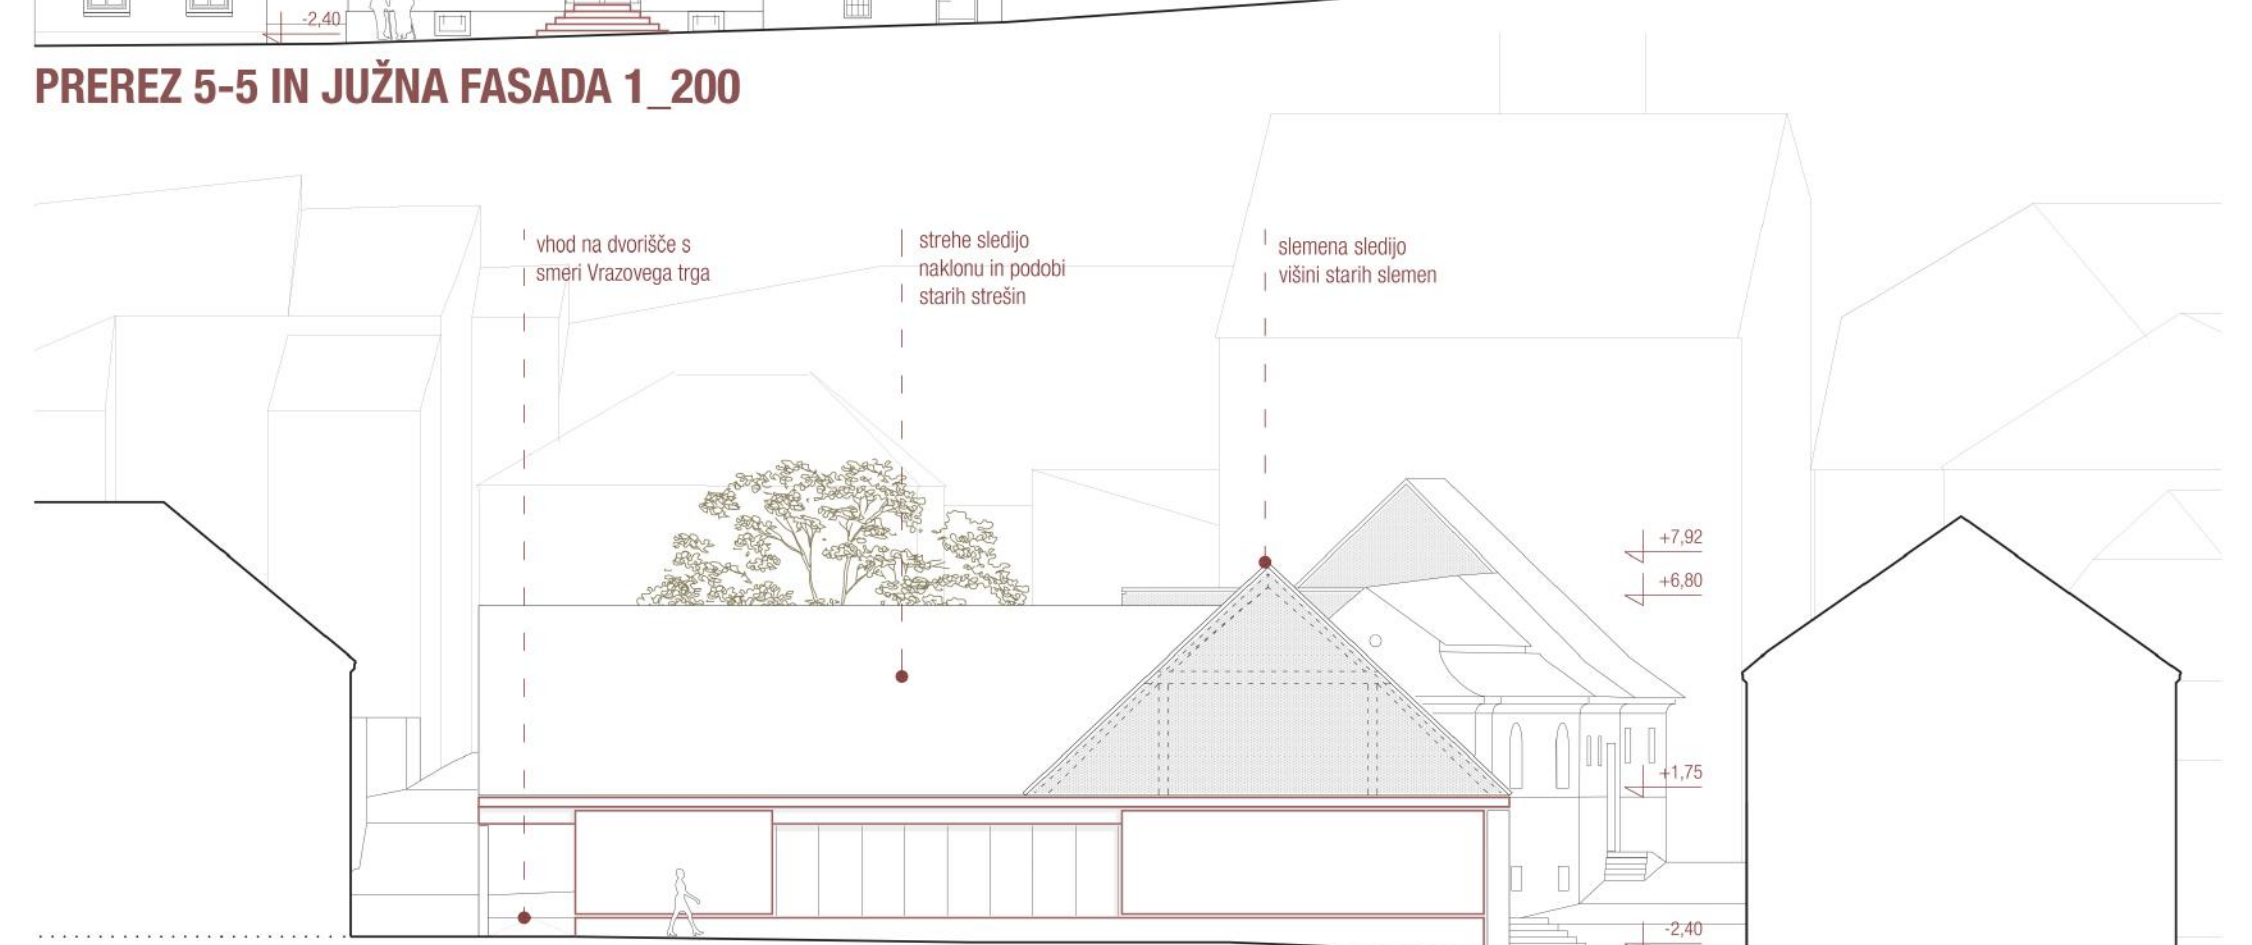 -2,40
PREREZ 5-5 IN JUŽNA FASADA 1_200
vhod na dvorišče s
smeri Vrazovega trga
strehe sledijo
naklonu in podobi
starih strešin
slemena sledijo
višini starih slemen
+7,92
+6,80
+1,75
-2,40